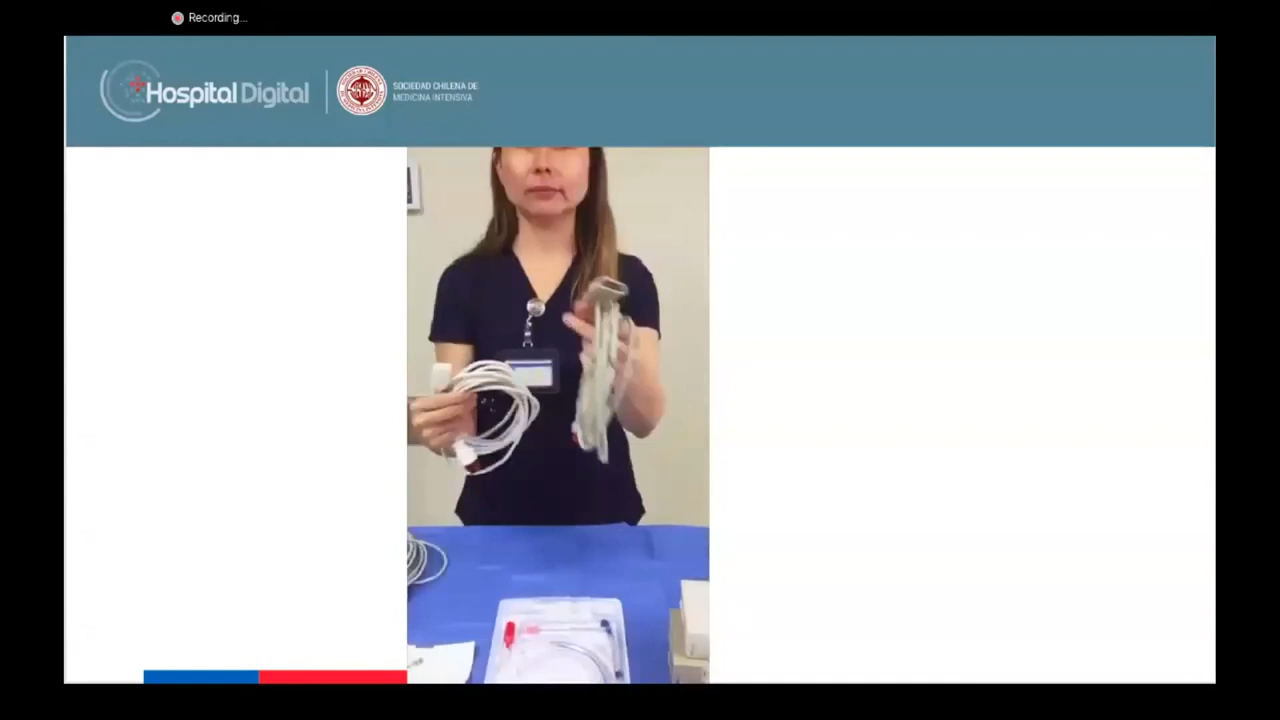 Recording...
Hospital Digital
SOCIEDAD CHILENA DE
MEDICINA INTENSIVA